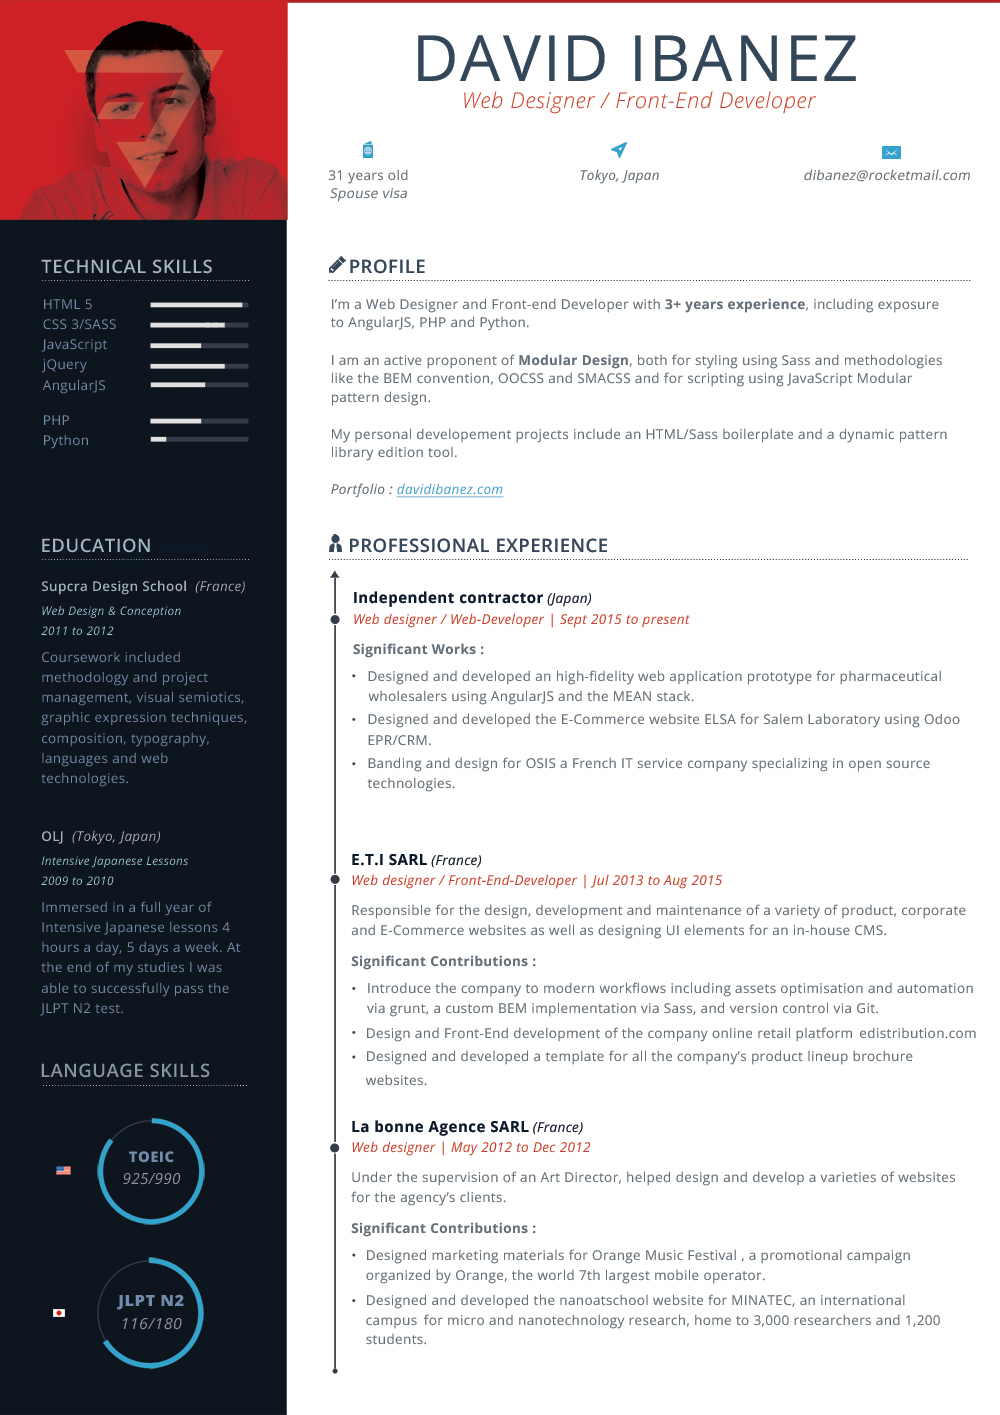 DAVID IBANEZ
Web Designer / Front-End Developer
31 years old
Spouse visa
Tokyo, Japan
dibanez@rocketmail.com
TECHNICAL SKILLS
HTML 5
CSS 3/SASS
JavaScript
jQuery
AngularJS
PHP
Python
EDUCATION
Supcra Design School (France)
Web Design & Conception
2011 to 2012
Coursework included
methodology and project
management, visual semiotics,
graphic expression techniques,
composition, typography,
languages and web
technologies.
OLJ (Tokyo, Japan)
Intensive Japanese Lessons
2009 to 2010
Immersed in a full year of
Intensive Japanese lessons 4
hours a day, 5 days a week. At
the end of my studies I was
able to successfully pass the
JLPT N2 test.
LANGUAGE SKILLS
TOEIC
925/990
JLPT N2
116/180
PROFILE
I'm a Web Designer and Front-end Developer with 3+ years experience, including exposure
to AngularJS, PHP and Python.
I am an active proponent of Modular Design, both for styling using Sass and methodologies
like the BEM convention, OOCSS and SMACSS and for scripting using JavaScript Modular
pattern design.
My personal developement projects include an HTML/Sass boilerplate and a dynamic pattern
library edition tool.
Portfolio : davidibanez.com
PROFESSIONAL EXPERIENCE
Independent contractor (Japan)
Web designer / Web-Developer | Sept 2015 to present
Significant Works :
• Designed and developed an high-fidelity web application prototype for pharmaceutical
wholesalers using AngularJS and the MEAN stack.
• Designed and developed the E-Commerce website ELSA for Salem Laboratory using Odoo
EPR/CRM.
• Banding and design for OSIS a French IT service company specializing in open source
technologies.
E.T.I SARL (France)
Web designer / Front-End-Developer | Jul 2013 to Aug 2015
Responsible for the design, development and maintenance of a variety of product, corporate
and E-Commerce websites as well as designing UI elements for an in-house CMS.
Significant Contributions :
• Introduce the company to modern workflows including assets optimisation and automation
via grunt, a custom BEM implementation via Sass, and version control via Git.
• Design and Front-End development of the company online retail platform edistribution.com
• Designed and developed a template for all the company's product lineup brochure
websites.
La bonne Agence SARL (France)
Web designer | May 2012 to Dec 2012
Under the supervision of an Art Director, helped design and develop a varieties of websites
for the agency's clients.
Significant Contributions :
• Designed marketing materials for Orange Music Festival , a promotional campaign
organized by Orange, the world 7th largest mobile operator.
• Designed and developed the nanoatschool website for MINATEC, an international
campus for micro and nanotechnology research, home to 3,000 researchers and 1,200
students.